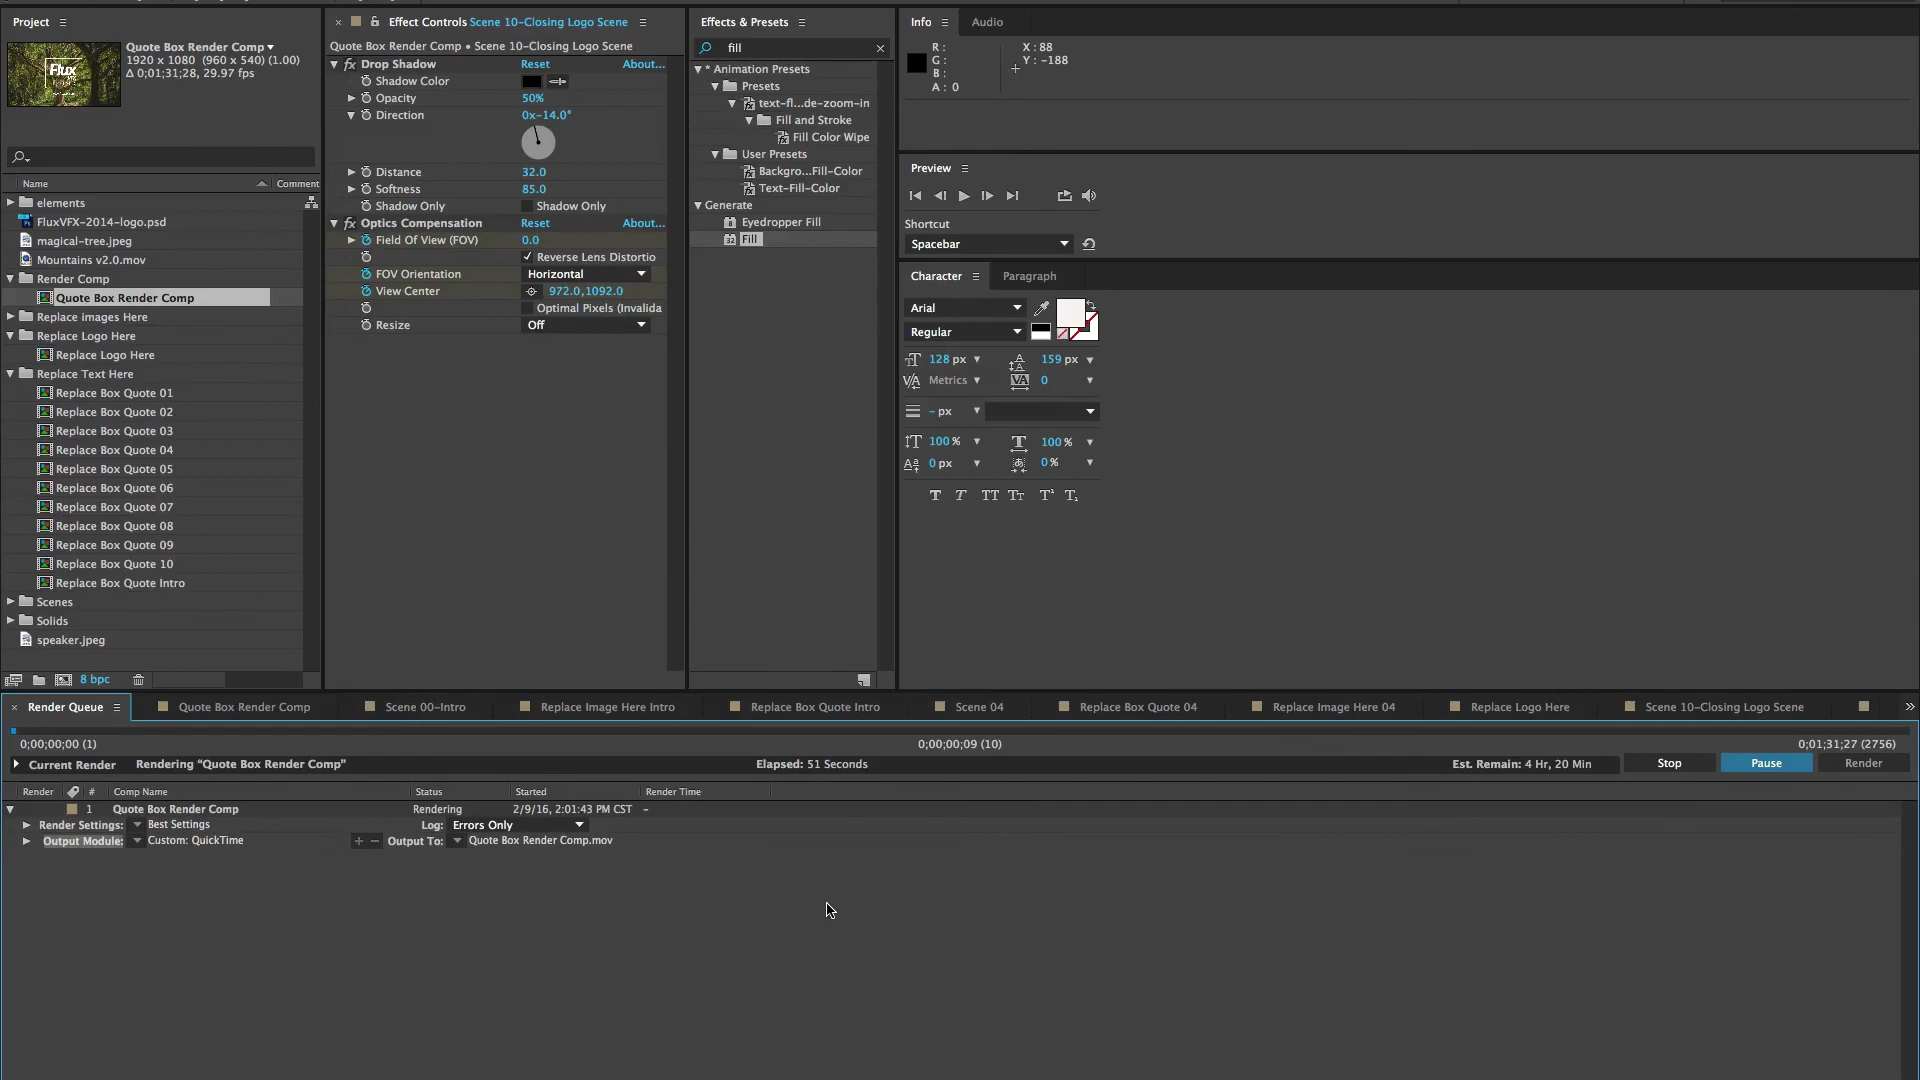 Project
Quote Box Render Comp
1920 x 1080 (960 x 540) (1.00)
Δ 0;01;31;28, 29.97 fps
Flux
Name
Comment
elements
FluxVFX-2014-logo.psd
magical-tree.jpeg
Mountains v2.0.mov
Render Comp
Quote Box Render Comp
Replace images Here
Replace Logo Here
Replace Logo Here
Replace Text Here
Replace Box Quote 01
Replace Box Quote 02
Replace Box Quote 03
Replace Box Quote 04
Replace Box Quote 05
Replace Box Quote 06
Replace Box Quote 07
Replace Box Quote 08
Replace Box Quote 09
Replace Box Quote 10
Replace Box Quote Intro
Scenes
Solids
speaker.jpeg
8 bpc
Effect Controls Scene 10-Closing Logo Scene
Quote Box Render Comp • Scene 10-Closing Logo Scene
fx Drop Shadow Reset About...
Shadow Color
Opacity 50%
Direction 0x-14.0°
Distance 32.0
Softness 85.0
Shadow Only Shadow Only
fx Optics Compensation Reset About...
Field Of View (FOV) 0.0
Reverse Lens Distortio
FOV Orientation Horizontal
View Center 972.0,1092.0
Optimal Pixels (Invalida
Resize Off
Effects & Presets
fill
* Animation Presets
Presets
text-fl...de-zoom-in
Fill and Stroke
Fill Color Wipe
User Presets
Backgro...Fill-Color
Text-Fill-Color
Generate
Eyedropper Fill
Fill
Info Audio
R :
G :
B :
A : 0
X : 88
Y : -188
Preview
Shortcut
Spacebar
Character Paragraph
Arial
Regular
128 px 159 px
Metrics 0
- px
100 % 100 %
0 px 0 %
T T TT Tт T¹ T₁
Render Queue Quote Box Render Comp Scene 00-Intro Replace Image Here Intro Replace Box Quote Intro Scene 04 Replace Box Quote 04 Replace Image Here 04 Replace Logo Here Scene 10-Closing Logo Scene
0;00;00;00 (1) 0;00;00;09 (10) 0;01;31;27 (2756)
Current Render Rendering "Quote Box Render Comp" Elapsed: 51 Seconds Est. Remain: 4 Hr, 20 Min Stop Pause Render
Render # Comp Name Status Started Render Time
1 Quote Box Render Comp Rendering 2/9/16, 2:01:43 PM CST -
Render Settings: Best Settings Log: Errors Only
Output Module: Custom: QuickTime + - Output To: Quote Box Render Comp.mov